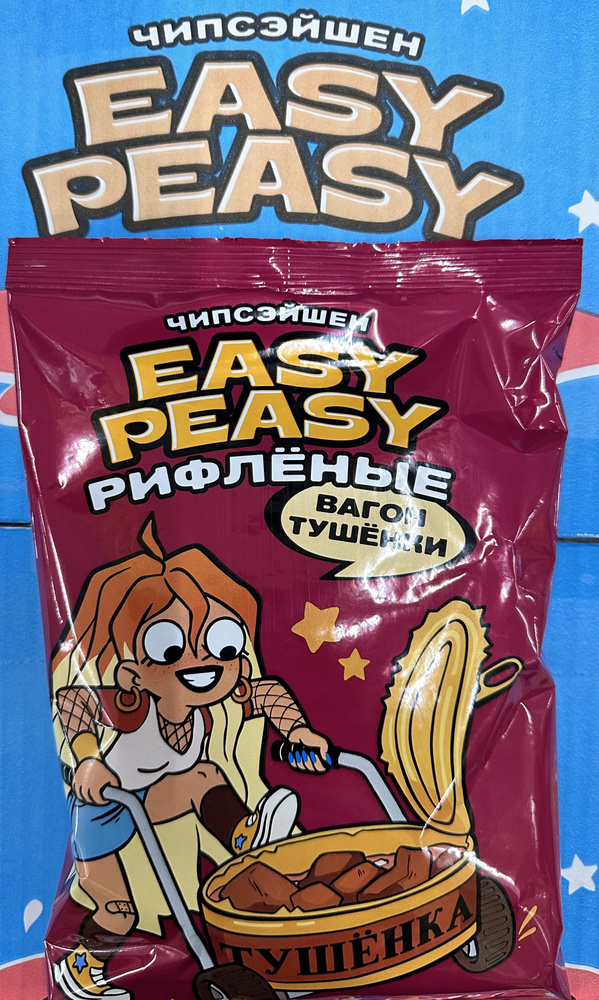 ЧИПСЭЙШЕН
EASY
PEASY
ЧИПСЭЙШЕН
EASY
PEASY
РИФЛЁНЫЕ
ВАГОН
ТУШЁНКИ
ТУШЁНКА